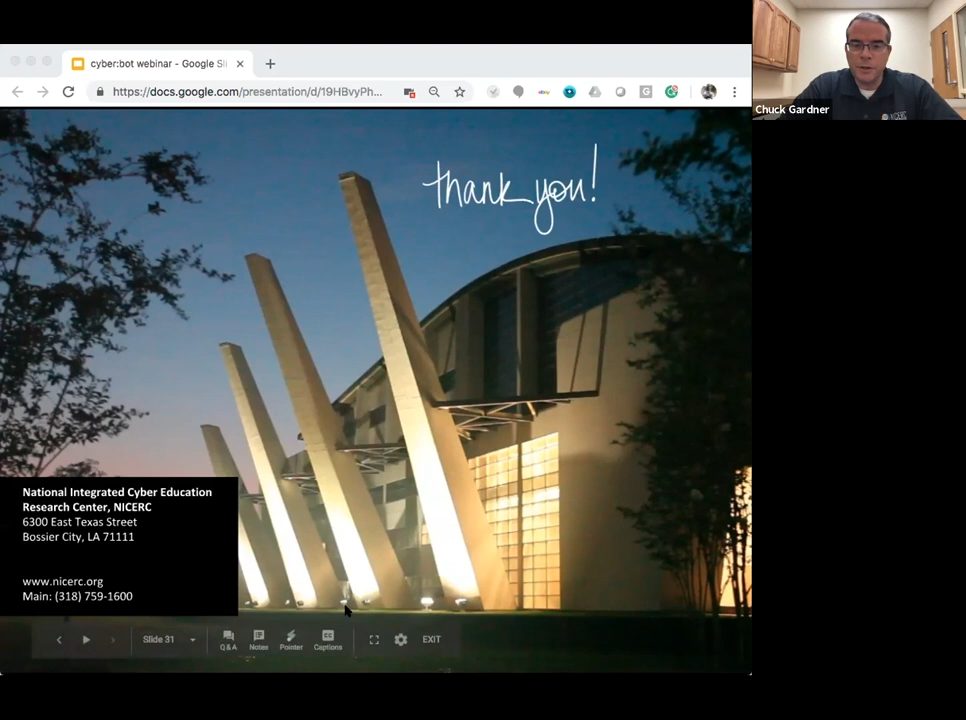 cyber:bot webinar - Google Sli
https://docs.google.com/presentation/d/19HBvyPh...
Chuck Gardner
thank you!
National Integrated Cyber Education
Research Center, NICERC
6300 East Texas Street
Bossier City, LA 71111
www.nicerc.org
Main: (318) 759-1600
Slide 31
Q&A
Notes
Pointer
CC
Captions
EXIT